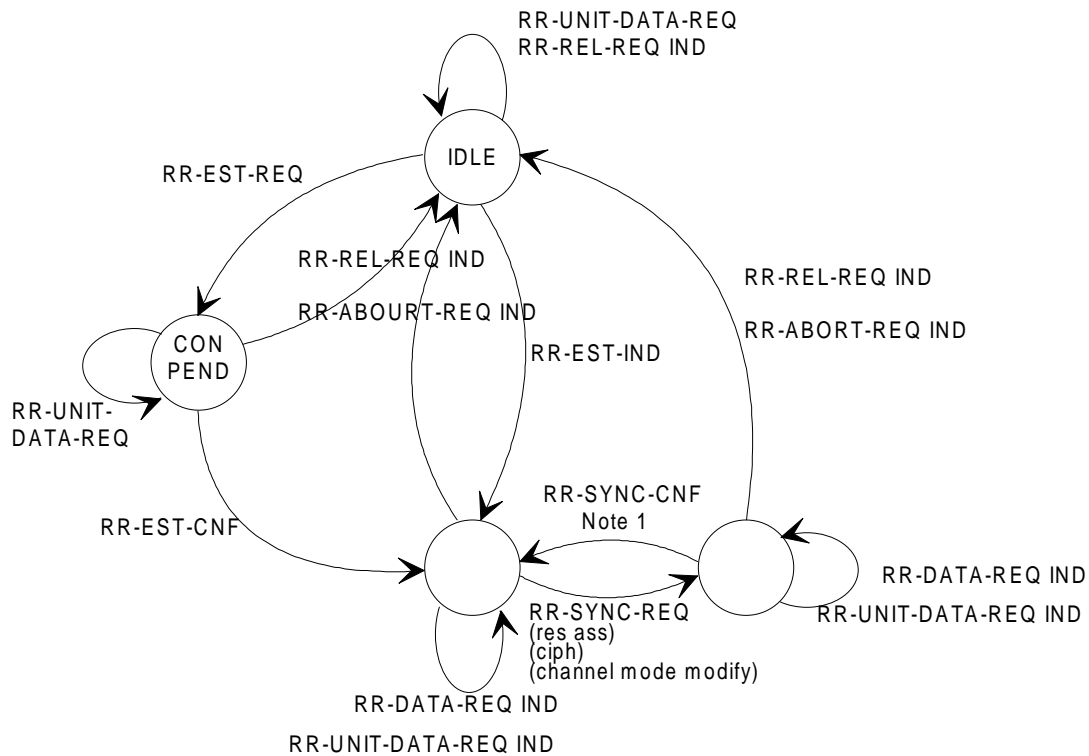 RR-UNIT-DATA-REQ
RR-REL-REQ IND
IDLE
RR-EST-REQ
RR-REL-REQ IND
RR-ABOURT-REQ IND
RR-REL-REQ IND
RR-ABORT-REQ IND
CON
PEND
RR-EST-IND
RR-UNIT-
DATA-REQ
RR-EST-CNF
RR-SYNC-CNF
Note 1
RR-SYNC-REQ
(res ass)
(ciph)
(channel mode modify)
RR-DATA-REQ IND
RR-UNIT-DATA-REQ IND
RR-DATA-REQ IND
RR-UNIT-DATA-REQ IND